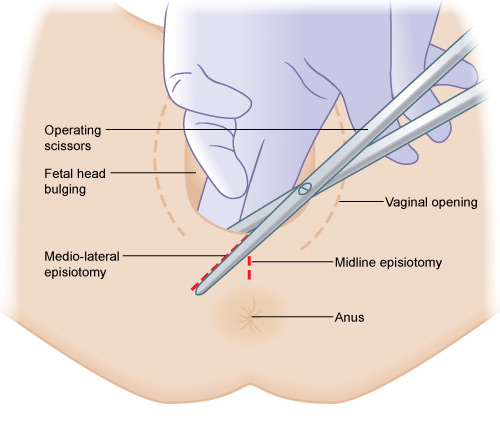 Operating
scissors
Fetal head
bulging
Vaginal opening
Medio-lateral
episiotomy
Midline episiotomy
Anus